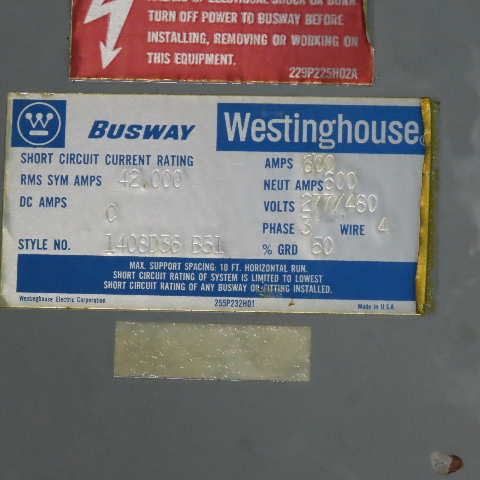 TURN OFF POWER TO BUSWAY BEFORE
INSTALLING, REMOVING OR WORKING ON
THIS EQUIPMENT.
229P225H02A
W
BUSWAY
Westinghouse
SHORT CIRCUIT CURRENT RATING
RMS SYM AMPS 42,000
DC AMPS 0
STYLE NO. 1408D36 B51
AMPS 600
NEUT AMPS 600
VOLTS 277/480
PHASE 3 WIRE 4
% GRD 50
MAX. SUPPORT SPACING: 10 FT. HORIZONTAL RUN.
SHORT CIRCUIT RATING OF SYSTEM IS LIMITED TO LOWEST
SHORT CIRCUIT RATING OF ANY BUSWAY OR FITTING INSTALLED.
Westinghouse Electric Corporation
255P232H01
Made in U.S.A.